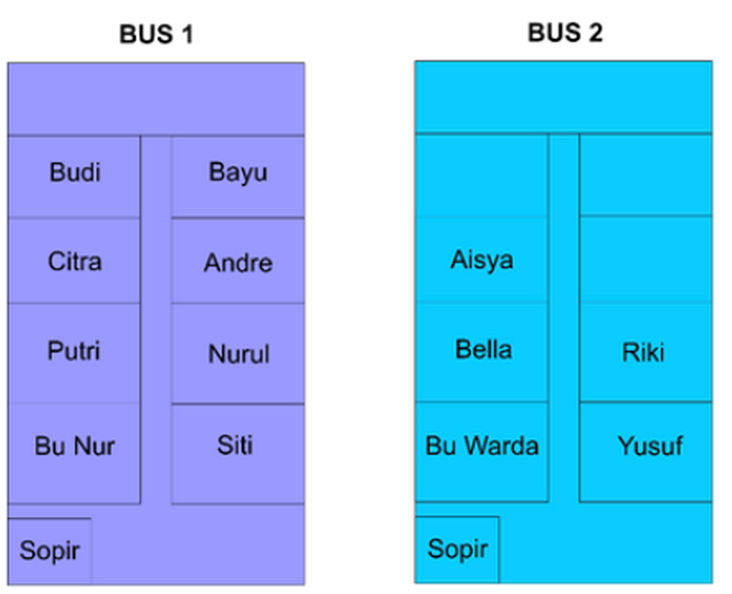 BUS 1
Budi
Bayu
Citra
Andre
Putri
Nurul
Bu Nur
Siti
Sopir
BUS 2
Aisya
Bella
Riki
Bu Warda
Yusuf
Sopir